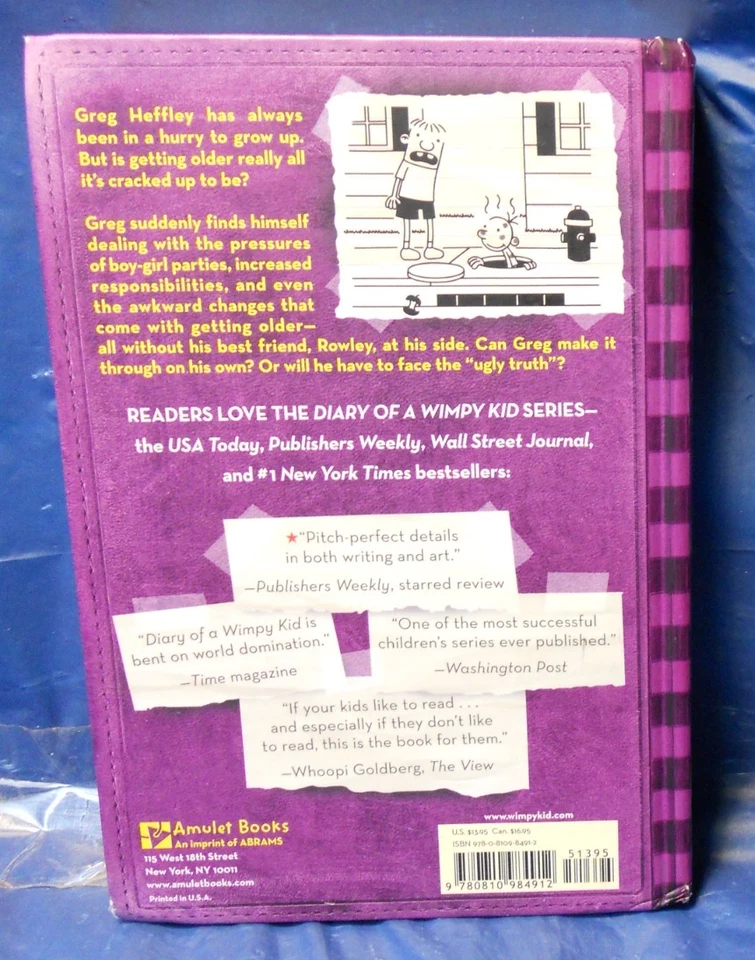 Greg Heffley has always
been in a hurry to grow up.
But is getting older really all
it's cracked up to be?
Greg suddenly finds himself
dealing with the pressures
of boy-girl parties, increased
responsibilities, and even
the awkward changes that
come with getting older—
all without his best friend, Rowley, at his side. Can Greg make it
through on his own? Or will he have to face the “ugly truth”?
READERS LOVE THE DIARY OF A WIMPY KID SERIES—
the USA Today, Publishers Weekly, Wall Street Journal,
and #1 New York Times bestsellers:
★“Pitch-perfect details
in both writing and art.”
—Publishers Weekly, starred review
“Diary of a Wimpy Kid is
bent on world domination.”
—Time magazine
“One of the most successful
children's series ever published.”
—Washington Post
“If your kids like to read . . .
and especially if they don't like
to read, this is the book for them.”
—Whoopi Goldberg, The View
Amulet Books
An imprint of ABRAMS
115 West 18th Street
New York, NY 10011
www.amuletbooks.com
Printed in U.S.A.
www.wimpykid.com
U.S. $13.95 Can. $16.95
ISBN 978-0-8109-8491-2
51395
9 780810 984912